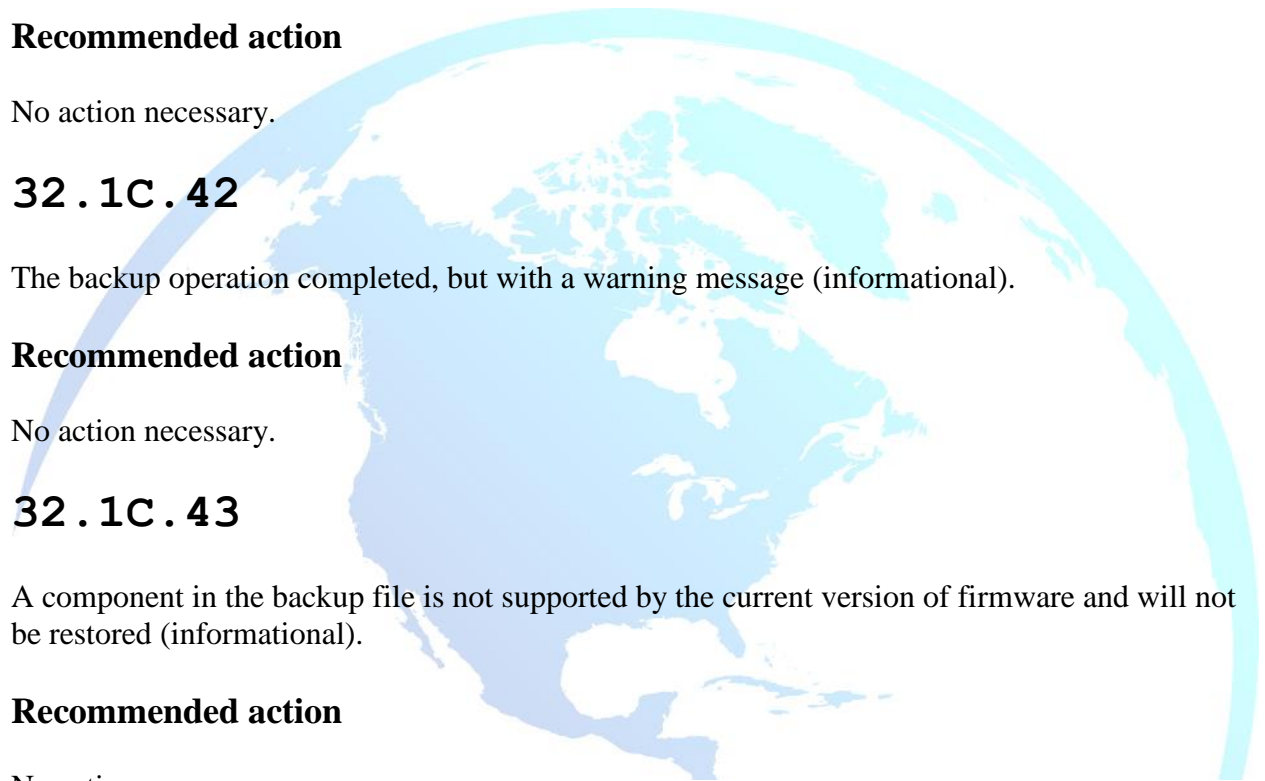 Recommended action
No action necessary.
32.1C.42
The backup operation completed, but with a warning message (informational).
Recommended action
No action necessary.
32.1C.43
A component in the backup file is not supported by the current version of firmware and will not
be restored (informational).
Recommended action